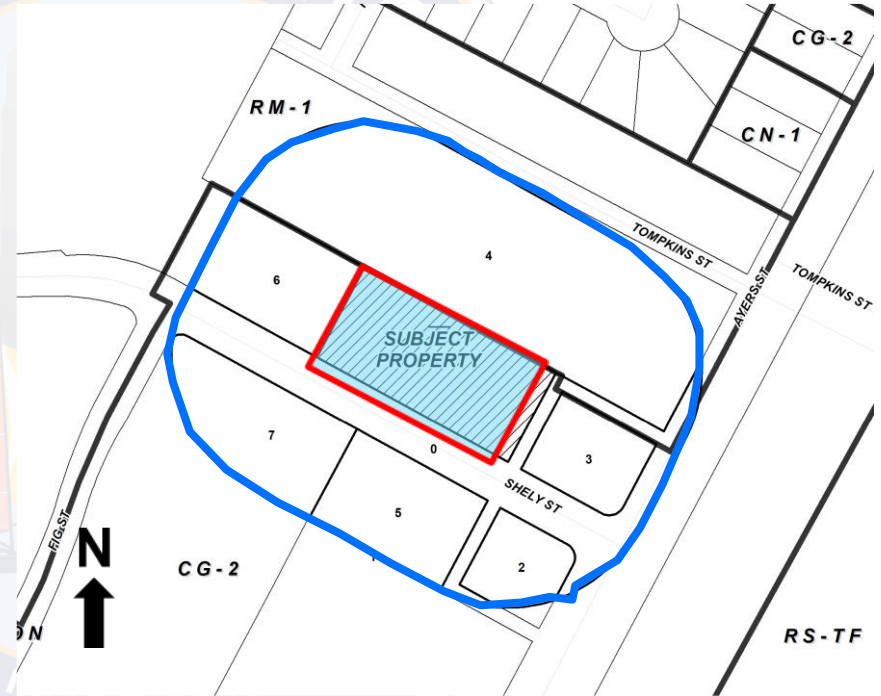 CG-2
RM-1
CN-1
TOMPKINS ST
4
TOMPKINS ST
6
AYERS ST
SUBJECT
PROPERTY
7
0
3
SHELY ST
5
FIG ST
N
CG-2
2
RS-TF